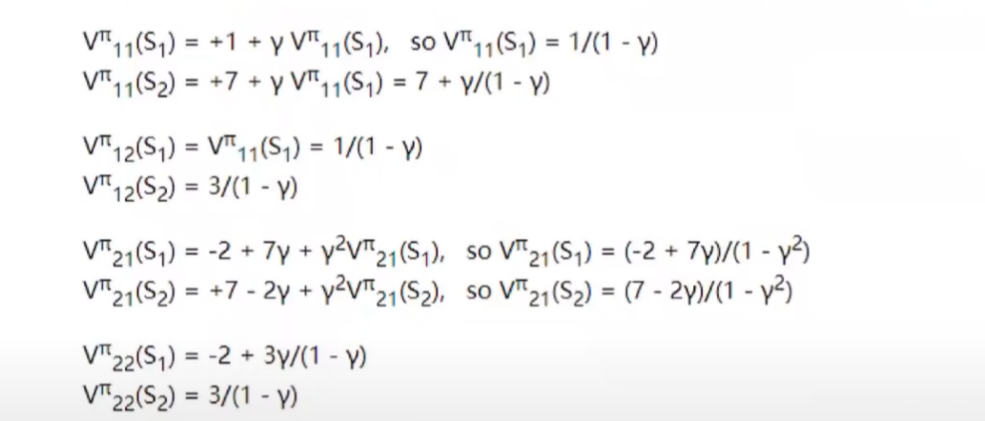 Vπ₁₁(S₁) = +1 + γ Vπ₁₁(S₁), so Vπ₁₁(S₁) = 1/(1 - γ)
Vπ₁₁(S₂) = +7 + γ Vπ₁₁(S₁) = 7 + γ/(1 - γ)
Vπ₁₂(S₁) = Vπ₁₁(S₁) = 1/(1 - γ)
Vπ₁₂(S₂) = 3/(1 - γ)
Vπ₂₁(S₁) = -2 + 7γ + γ²Vπ₂₁(S₁), so Vπ₂₁(S₁) = (-2 + 7γ)/(1 - γ²)
Vπ₂₁(S₂) = +7 - 2γ + γ²Vπ₂₁(S₂), so Vπ₂₁(S₂) = (7 - 2γ)/(1 - γ²)
Vπ₂₂(S₁) = -2 + 3γ/(1 - γ)
Vπ₂₂(S₂) = 3/(1 - γ)